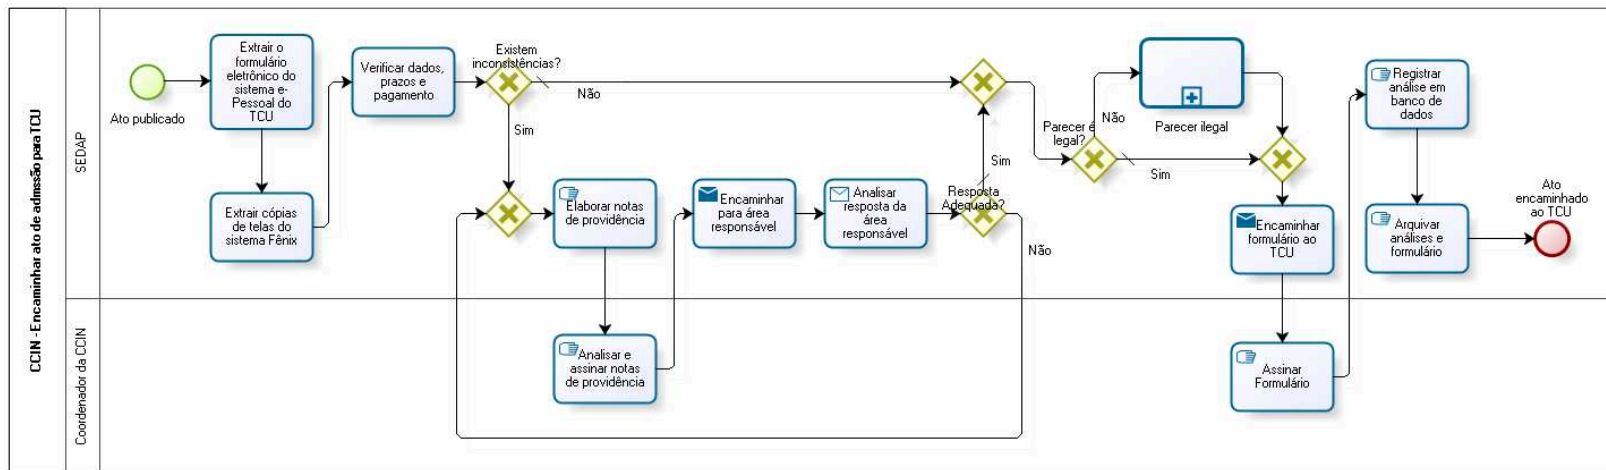 CCIN - Encaminhar ato de admissão para TCU
SEDAP
Coordenador da CCIN
Ato publicado
Extrair o
formulário
eletrônico do
sistema e-
Pessoal do
TCU
Extrair cópias
de telas do
sistema Fênix
Verificar dados,
prazos e
pagamento
Existem
inconsistências?
Não
Sim
Elaborar notas
de providência
Analisar e
assinar notas
de providência
Encaminhar
para área
responsável
Analisar
resposta da
área
responsável
Resposta
Adequada?
Sim
Não
Parecer é
legal?
Não
Sim
Parecer ilegal
Encaminhar
formulário ao
TCU
Assinar
Formulário
Registrar
análise em
banco de
dados
Arquivar
análises e
formulário
Ato
encaminhado
ao TCU